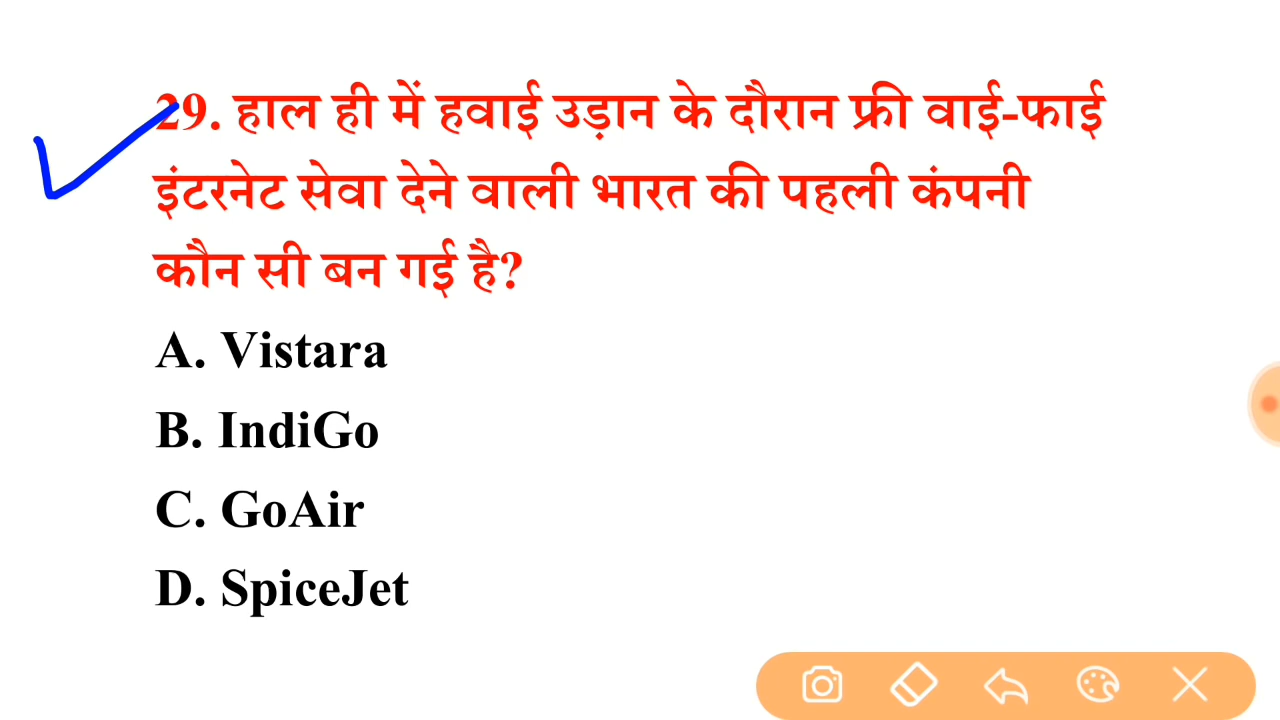 29. हाल ही में हवाई उड़ान के दौरान फ्री वाई-फाई
इंटरनेट सेवा देने वाली भारत की पहली कंपनी
कौन सी बन गई है?
A. Vistara
B. IndiGo
C. GoAir
D. SpiceJet